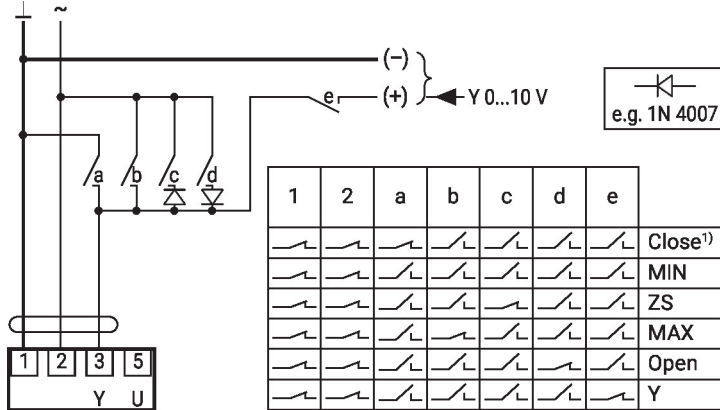 ~
(–)
e (+) Y 0...10 V
e.g. 1N 4007
a b c d
1 2 a b c d e
Close1)
MIN
ZS
MAX
Open
Y
1 2 3 5
Y U